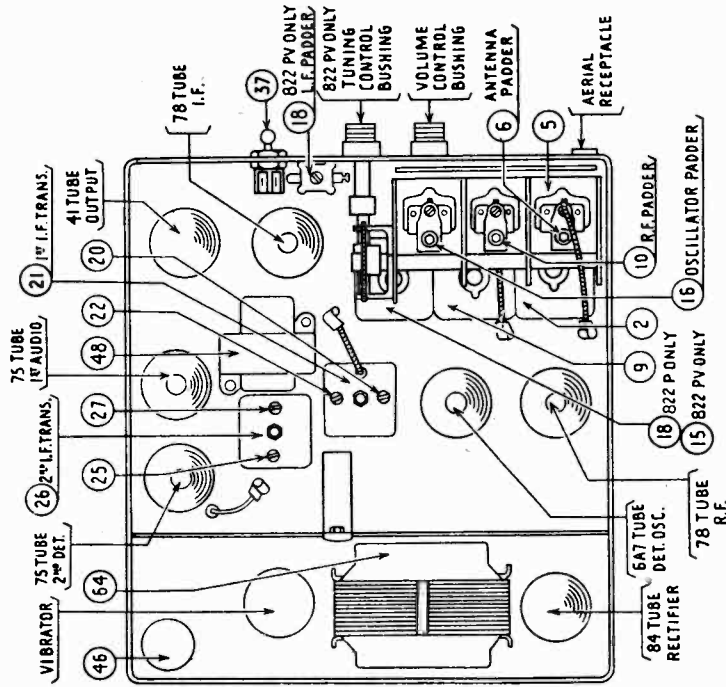 VIBRATOR
46
75 TUBE
2ND DET.
64
26 2ND I.F. TRANS.
25
27
75 TUBE
1ST AUDIO
48
22
21 1ST I.F. TRANS.
20
41 TUBE
OUTPUT
78 TUBE
I.F.
37
18 822 PV ONLY
L.F. PADDER
822 PV ONLY
TUNING
CONTROL
BUSHING
VOLUME
CONTROL
BUSHING
ANTENNA
PADDER
6
5
AERIAL
RECEPTACLE
84 TUBE
RECTIFIER
6A7 TUBE
DET. OSC.
78 TUBE
R.F.
18 822 P ONLY
15 822 PV ONLY
9
2
16 OSCILLATOR PADDER
10 R.F. PADDER